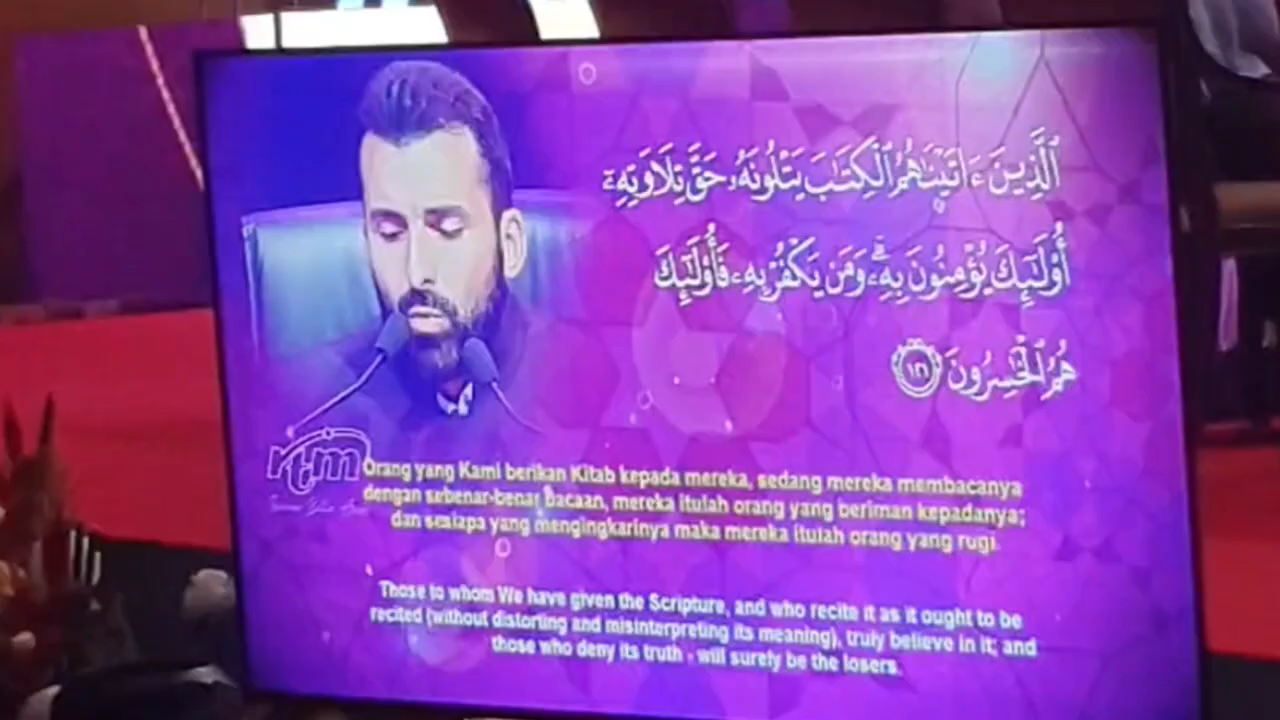 ٱلَّذِينَ ءَاتَيْنَٰهُمُ ٱلْكِتَٰبَ يَتْلُونَهُۥ حَقَّ تِلَاوَتِهِۦٓ
أُو۟لَٰٓئِكَ يُؤْمِنُونَ بِهِۦ ۗ وَمَن يَكْفُرْ بِهِۦ فَأُو۟لَٰٓئِكَ
هُمُ ٱلْخَٰسِرُونَ
rtm
Orang yang Kami berikan Kitab kepada mereka, sedang mereka membacanya
dengan sebenar-benar bacaan, mereka itulah orang yang beriman kepadanya;
dan sesiapa yang mengingkarinya maka mereka itulah orang yang rugi.
Those to whom We have given the Scripture, and who recite it as it ought to be
recited (without distorting and misinterpreting its meaning), truly believe in it; and
those who deny its truth - will surely be the losers.